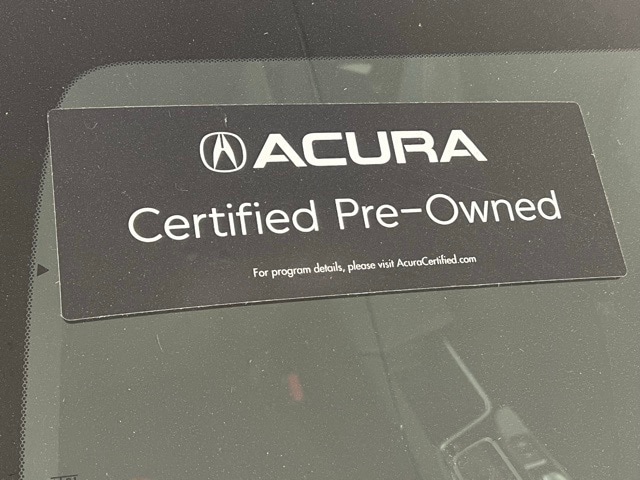 ACURA
Certified Pre-Owned
For program details, please visit AcuraCertified.com